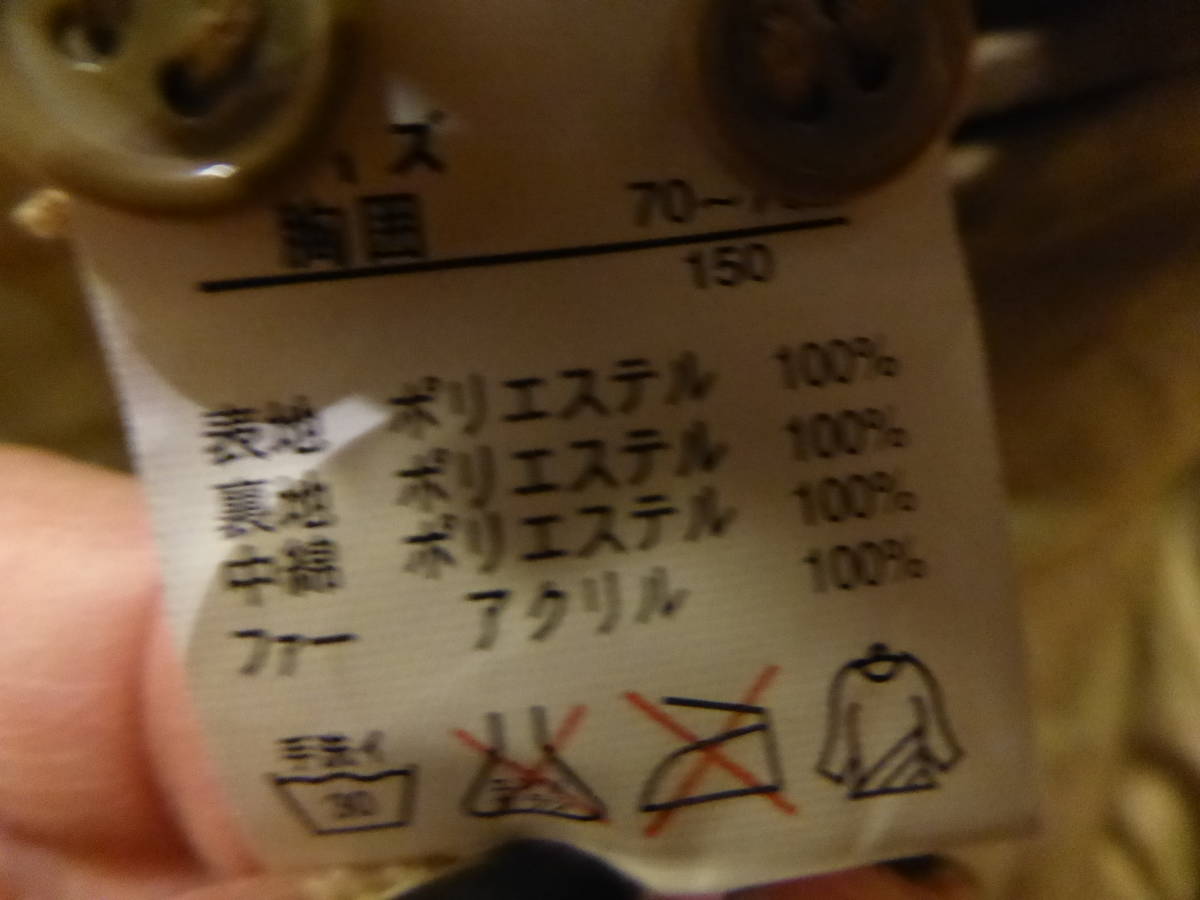 ズ
胸囲 70~
150
表地 ポリエステル 100%
裏地 ポリエステル 100%
中綿 ポリエステル 100%
ファー アクリル 100%
手洗イ
30